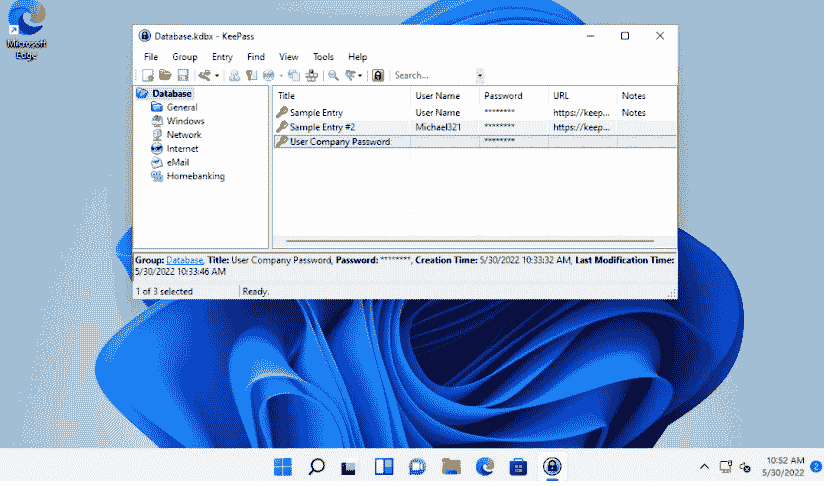 Microsoft
Edge
Database.kdbx - KeePass
File Group Entry Find View Tools Help
Search...
Database
General
Windows
Network
Internet
eMail
Homebanking
Title User Name Password URL Notes
Sample Entry User Name ******** https://keep... Notes
Sample Entry #2 Michael321 ******** https://keep...
User Company Password ********
Group: Database, Title: User Company Password, Password: ********, Creation Time: 5/30/2022 10:33:32 AM, Last Modification Time:
5/30/2022 10:33:46 AM
1 of 3 selected Ready.
10:52 AM
5/30/2022
2